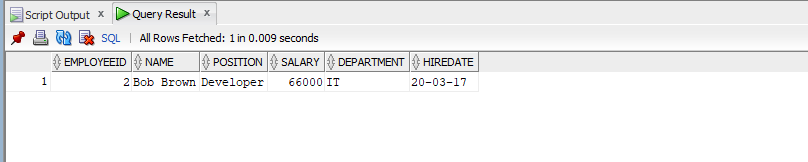 Script Output x Query Result x
SQL | All Rows Fetched: 1 in 0.009 seconds
EMPLOYEEID NAME POSITION SALARY DEPARTMENT HIREDATE
1 2 Bob Brown Developer 66000 IT 20-03-17